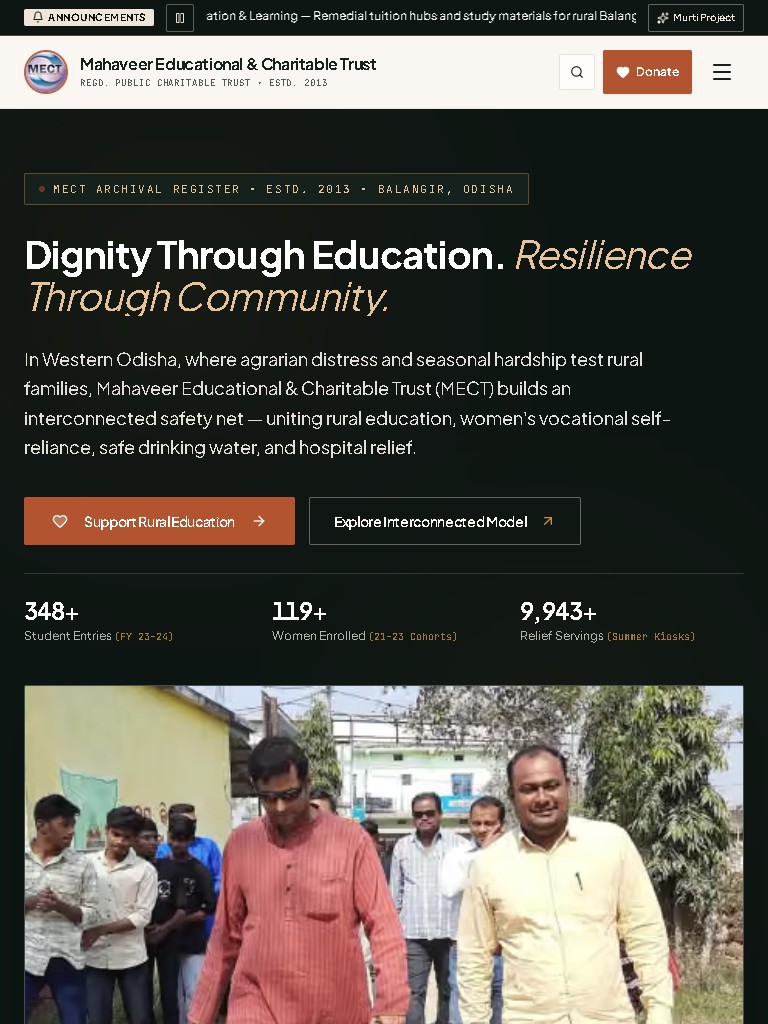 ANNOUNCEMENTS
ation & Learning — Remedial tuition hubs and study materials for rural Balang
Murti Project
MECT
Mahaveer Educational & Charitable Trust
REGD. PUBLIC CHARITABLE TRUST • ESTD. 2013
Donate
MECT ARCHIVAL REGISTER • ESTD. 2013 • BALANGIR, ODISHA
Dignity Through Education. Resilience
Through Community.
In Western Odisha, where agrarian distress and seasonal hardship test rural
families, Mahaveer Educational & Charitable Trust (MECT) builds an
interconnected safety net — uniting rural education, women's vocational self-
reliance, safe drinking water, and hospital relief.
Support Rural Education
Explore Interconnected Model
348+
Student Entries (FY 23-24)
119+
Women Enrolled (21-23 Cohorts)
9,943+
Relief Servings (Summer Kiosks)